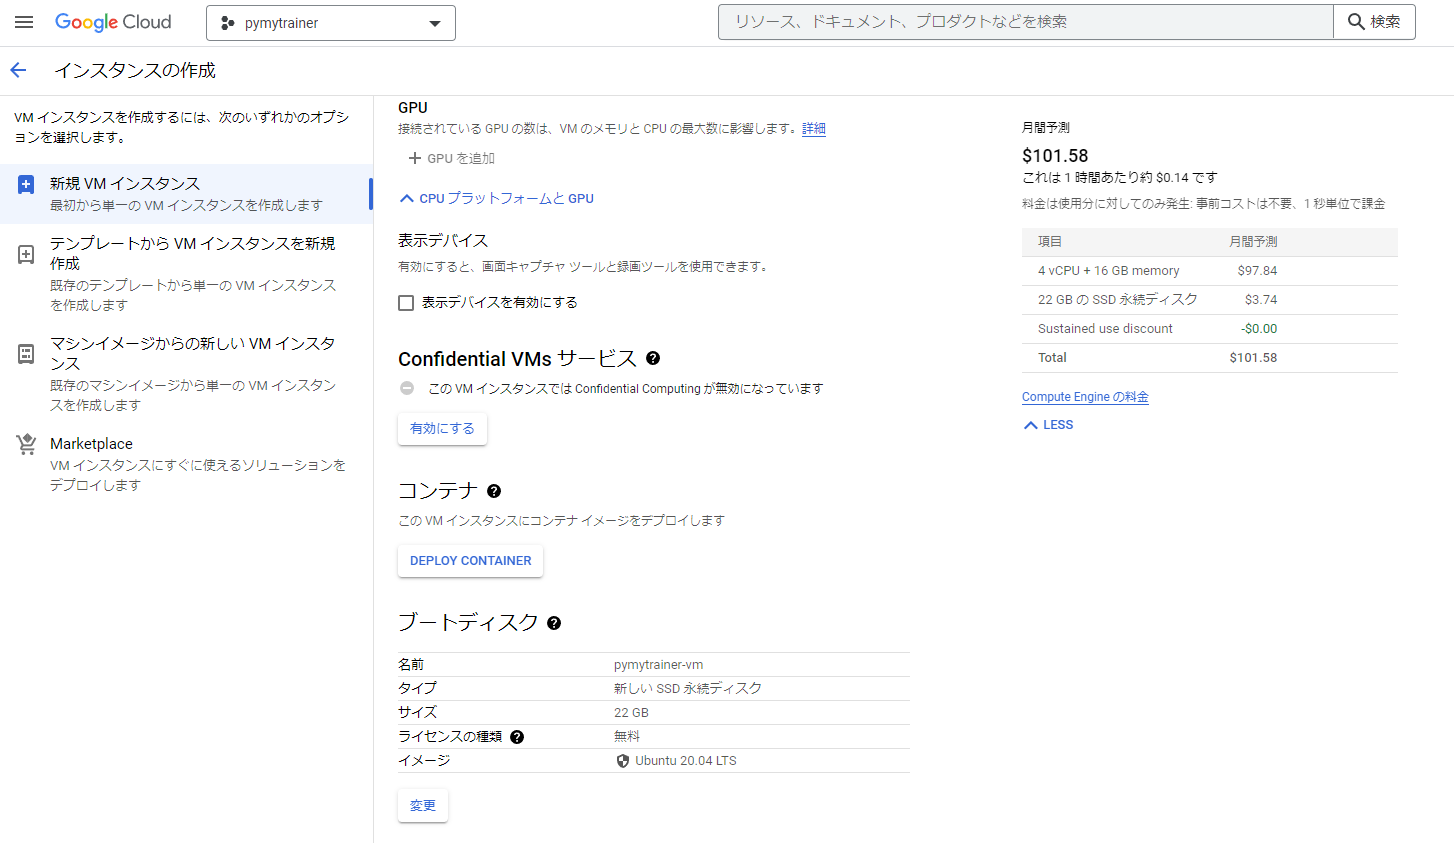 Google Cloud
pymytrainer
リソース、ドキュメント、プロダクトなどを検索
検索
インスタンスの作成
VM インスタンスを作成するには、次のいずれかのオプシ
ョンを選択します。
新規 VM インスタンス
最初から単一の VM インスタンスを作成します
テンプレートから VM インスタンスを新規
作成
既存のテンプレートから単一の VM インスタンス
を作成します
マシンイメージからの新しい VM インスタ
ンス
既存のマシンイメージから単一の VM インスタン
スを作成します
Marketplace
VM インスタンスにすぐに使えるソリューションを
デプロイします
GPU
接続されている GPU の数は、VM のメモリと CPU の最大数に影響します。詳細
GPU を追加
CPU プラットフォームと GPU
表示デバイス
有効にすると、画面キャプチャ ツールと録画ツールを使用できます。
表示デバイスを有効にする
Confidential VMs サービス
この VM インスタンスでは Confidential Computing が無効になっています
有効にする
コンテナ
この VM インスタンスにコンテナ イメージをデプロイします
DEPLOY CONTAINER
ブートディスク
名前 pymytrainer-vm
タイプ 新しい SSD 永続ディスク
サイズ 22 GB
ライセンスの種類 無料
イメージ Ubuntu 20.04 LTS
変更
月間予測
$101.58
これは 1 時間あたり約 $0.14 です
料金は使用分に対してのみ発生: 事前コストは不要、1 秒単位で課金
項目 月間予測
4 vCPU + 16 GB memory $97.84
22 GB の SSD 永続ディスク $3.74
Sustained use discount -$0.00
Total $101.58
Compute Engine の料金
LESS